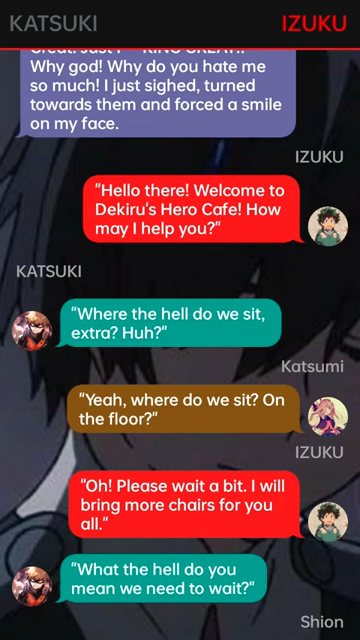 KATSUKI
IZUKU
Why god! Why do you hate me
so much! I just sighed, turned
towards them and forced a smile
on my face.
IZUKU
"Hello there! Welcome to
Dekiru's Hero Cafe! How
may I help you?"
KATSUKI
"Where the hell do we sit,
extra? Huh?"
Katsumi
"Yeah, where do we sit? On
the floor?"
IZUKU
"Oh! Please wait a bit. I will
bring more chairs for you
all."
"What the hell do you
mean we need to wait?"
Shion